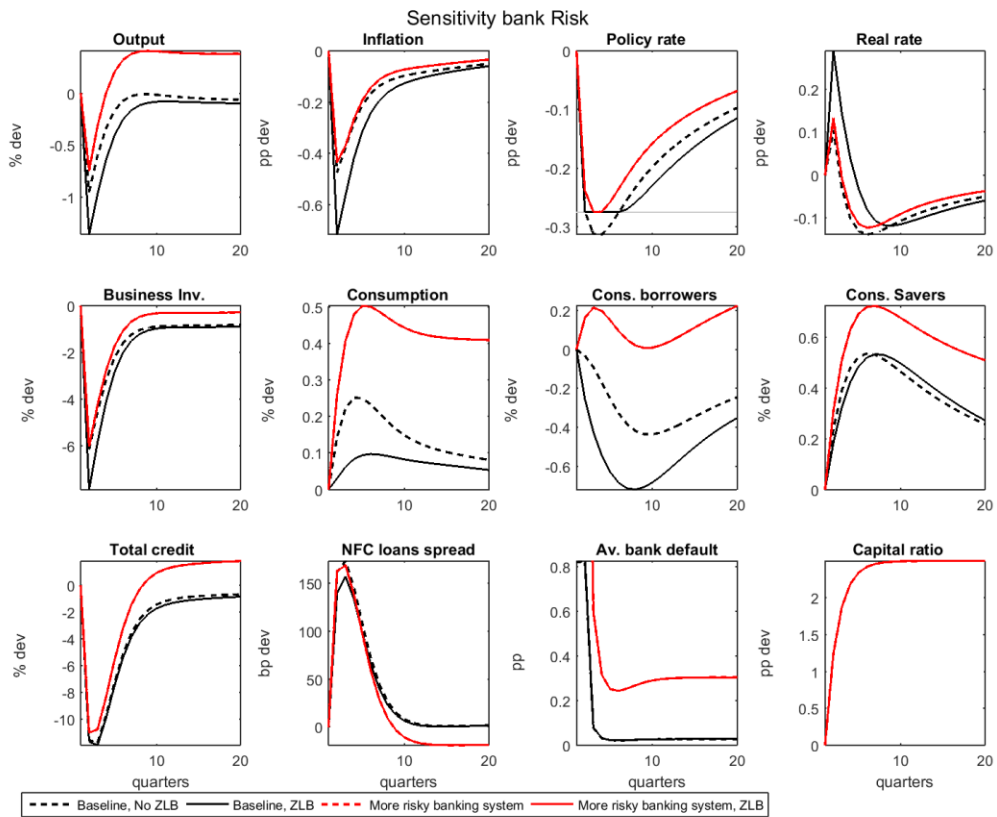 Sensitivity bank Risk
Output
Inflation
Policy rate
Real rate
% dev
0
-0.5
-1
10
20
pp dev
0
-0.2
-0.4
-0.6
10
20
pp dev
0
-0.1
-0.2
-0.3
10
20
pp dev
0.2
0.1
0
-0.1
10
20
Business Inv.
Consumption
Cons. borrowers
Cons. Savers
% dev
0
-2
-4
-6
10
20
% dev
0.5
0.4
0.3
0.2
0.1
0
10
20
% dev
0.2
0
-0.2
-0.4
-0.6
10
20
% dev
0.6
0.4
0.2
0
10
20
Total credit
NFC loans spread
Av. bank default
Capital ratio
% dev
0
-2
-4
-6
-8
-10
10
20
quarters
bp dev
150
100
50
0
10
20
quarters
pp
0.8
0.6
0.4
0.2
0
10
20
quarters
pp dev
2
1
0
10
20
quarters
Baseline, No ZLB
Baseline, ZLB
More risky banking system
More risky banking system, ZLB